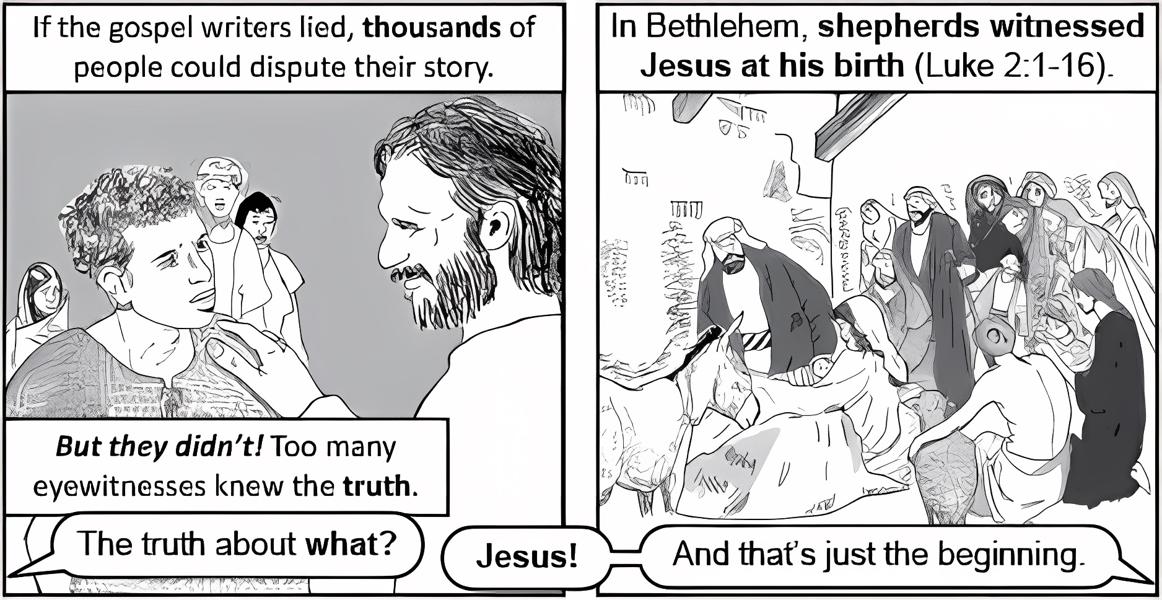 If the gospel writers lied, thousands of
people could dispute their story.
But they didn't! Too many
eyewitnesses knew the truth.
The truth about what?
Jesus!
In Bethlehem, shepherds witnessed
Jesus at his birth (Luke 2:1-16).
And that's just the beginning.